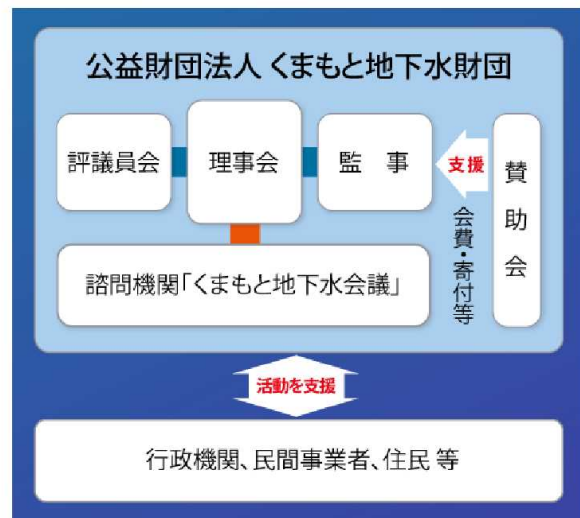 公益財団法人 くまもと地下水財団
評議員会
理事会
監　事
支援
賛助会
会費・寄付等
諮問機関「くまもと地下水会議」
活動を支援
行政機関、民間事業者、住民 等